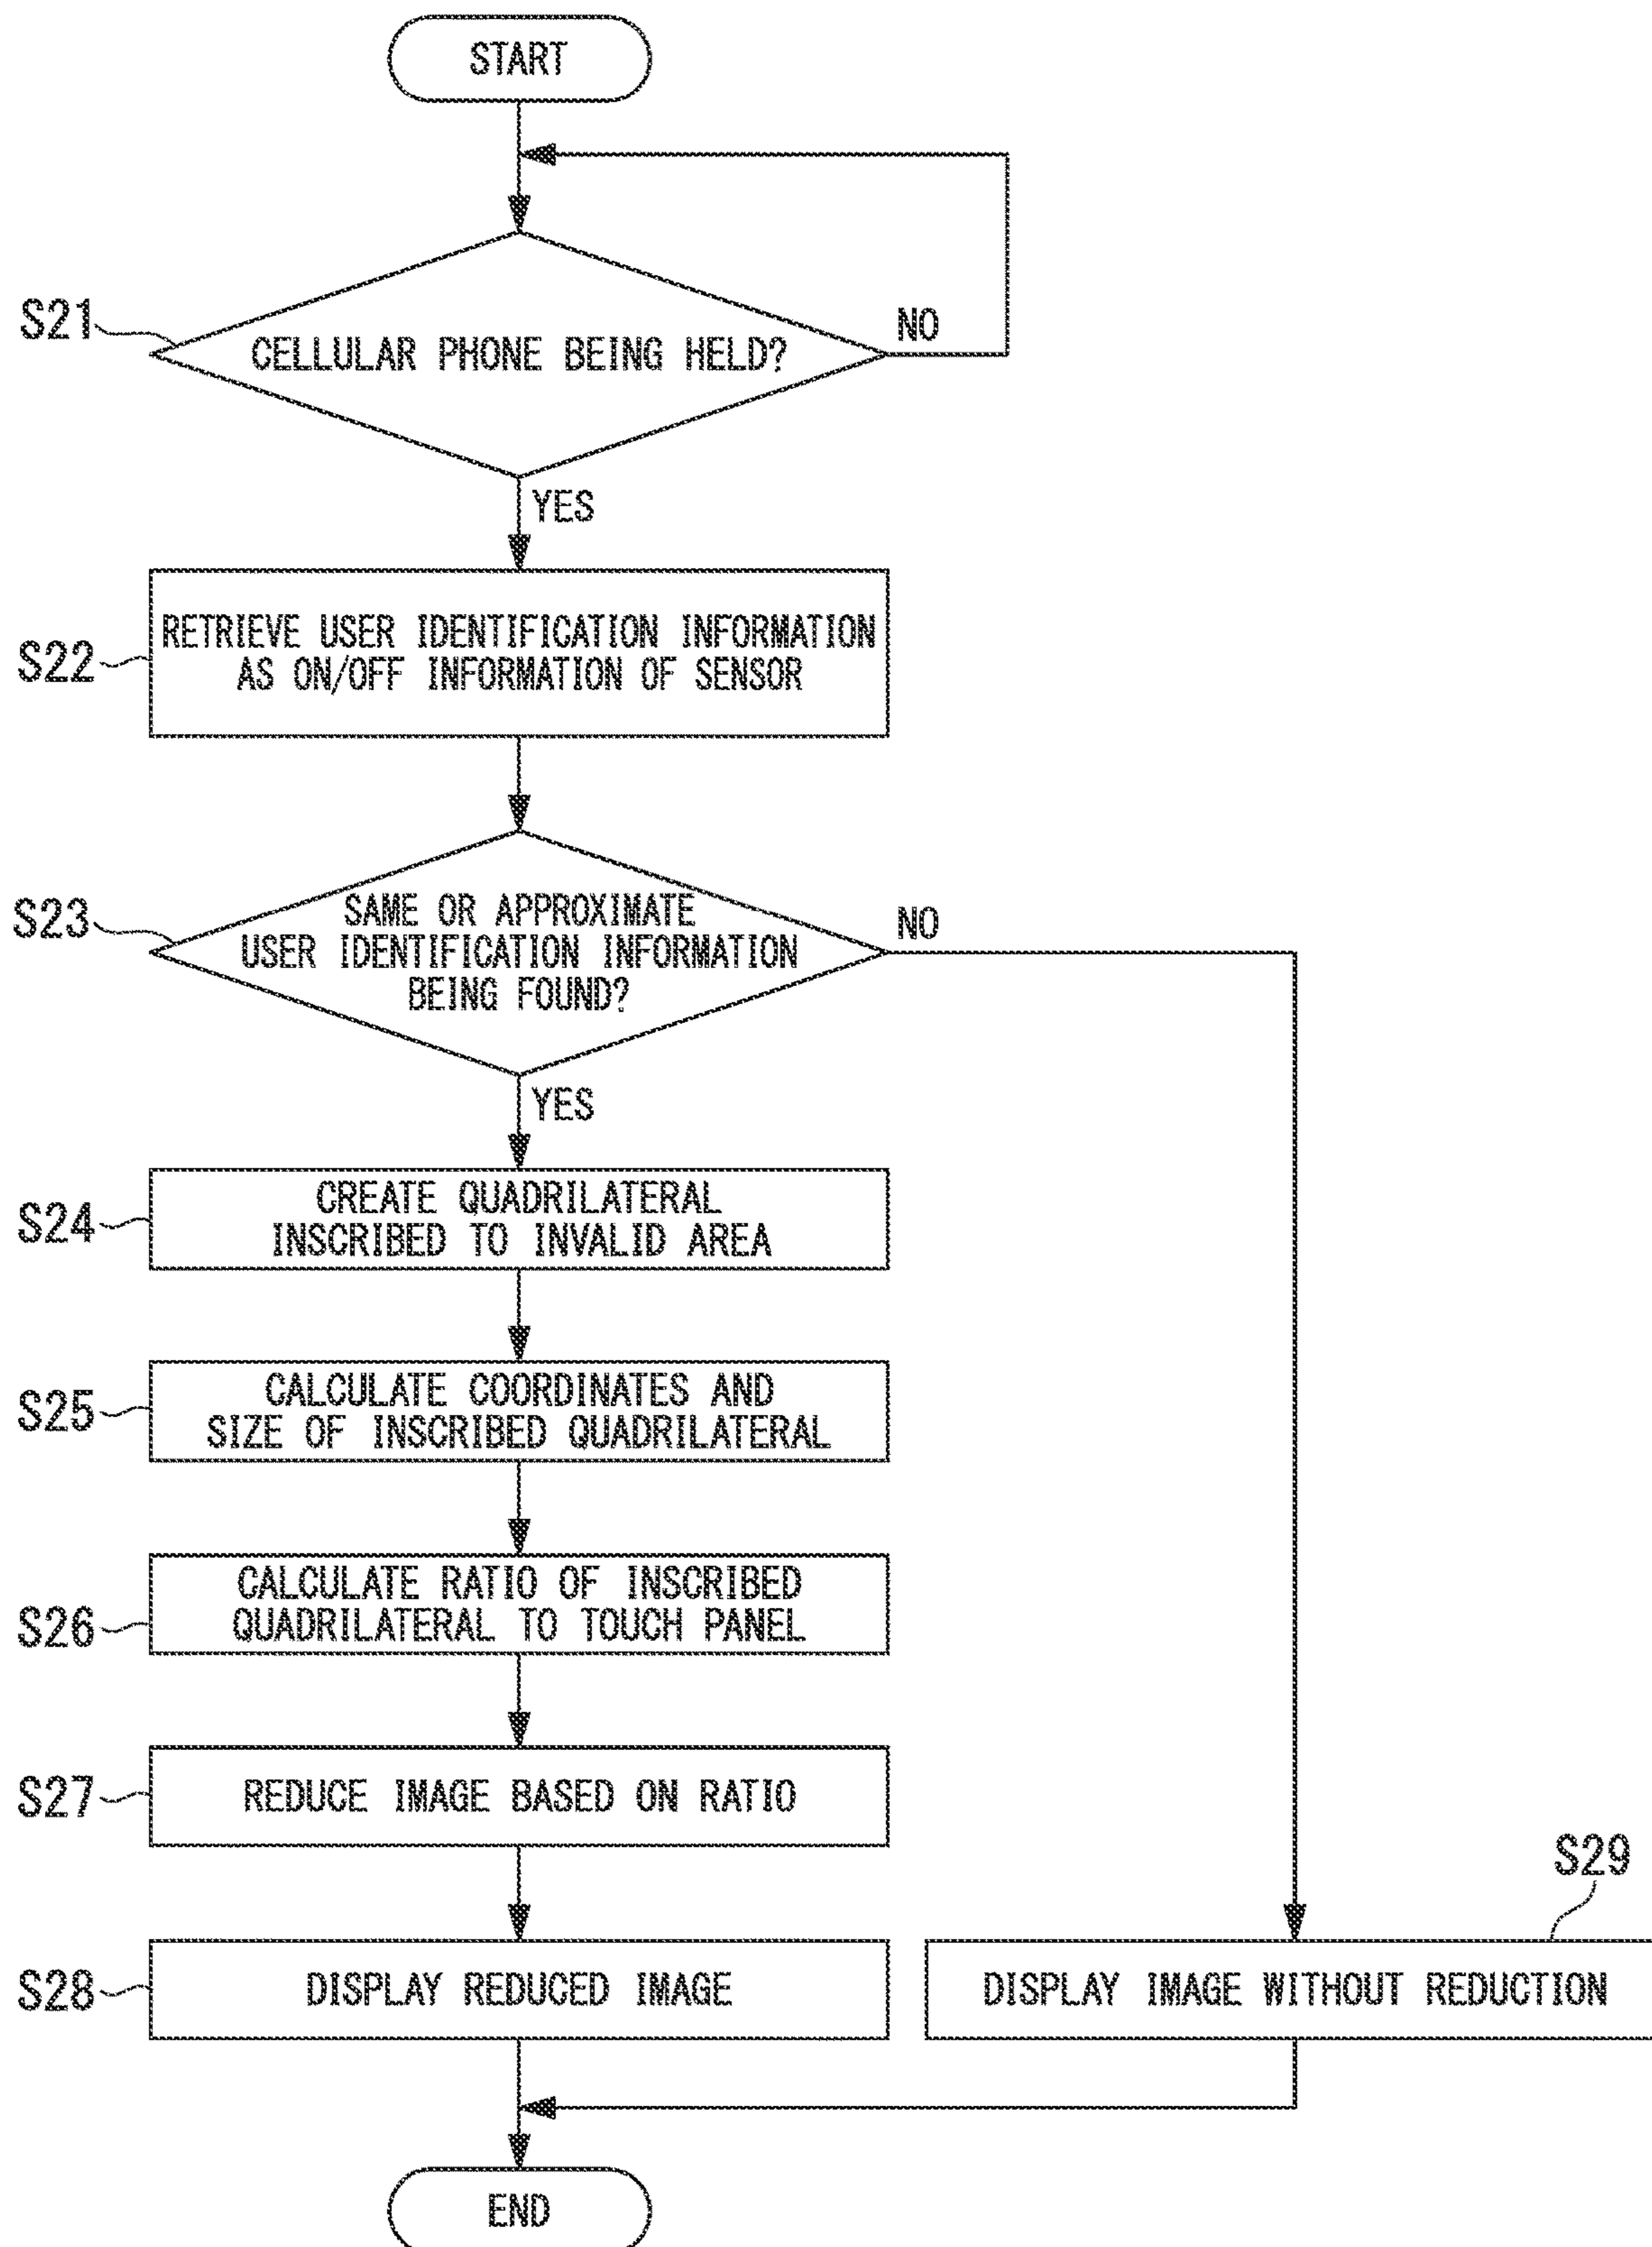 START
S21
CELLULAR PHONE BEING HELD?
NO
YES
S22
RETRIEVE USER IDENTIFICATION INFORMATION
AS ON/OFF INFORMATION OF SENSOR
S23
SAME OR APPROXIMATE
USER IDENTIFICATION INFORMATION
BEING FOUND?
NO
YES
S24
CREATE QUADRILATERAL
INSCRIBED TO INVALID AREA
S25
CALCULATE COORDINATES AND
SIZE OF INSCRIBED QUADRILATERAL
S26
CALCULATE RATIO OF INSCRIBED
QUADRILATERAL TO TOUCH PANEL
S27
REDUCE IMAGE BASED ON RATIO
S28
DISPLAY REDUCED IMAGE
S29
DISPLAY IMAGE WITHOUT REDUCTION
END